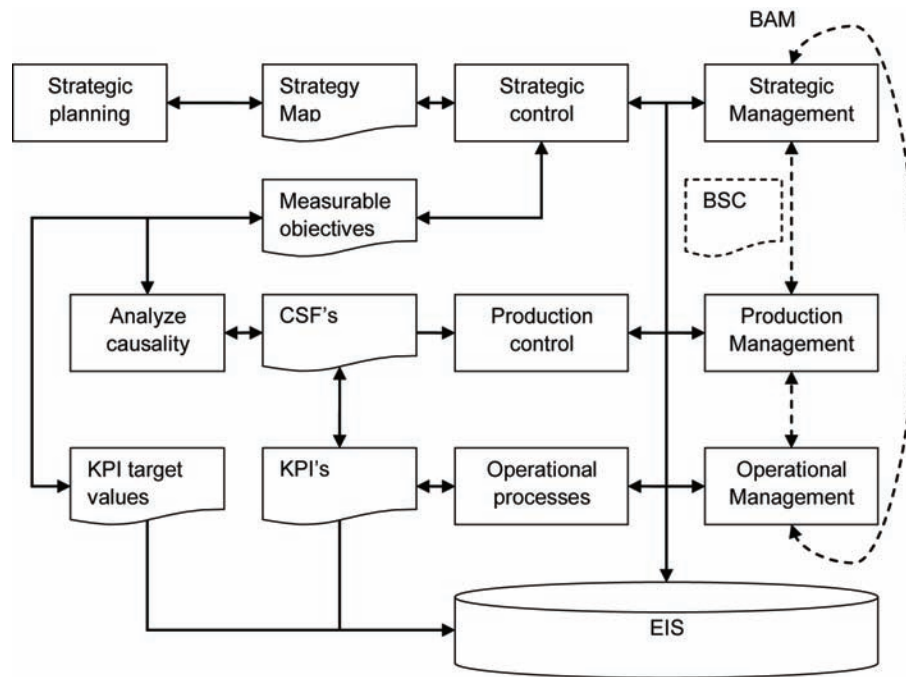 BAM
Strategic
planning
Strategy
Map
Strategic
control
Strategic
Management
Measurable
objectives
BSC
Analyze
causality
CSF's
Production
control
Production
Management
KPI target
values
KPI's
Operational
processes
Operational
Management
EIS